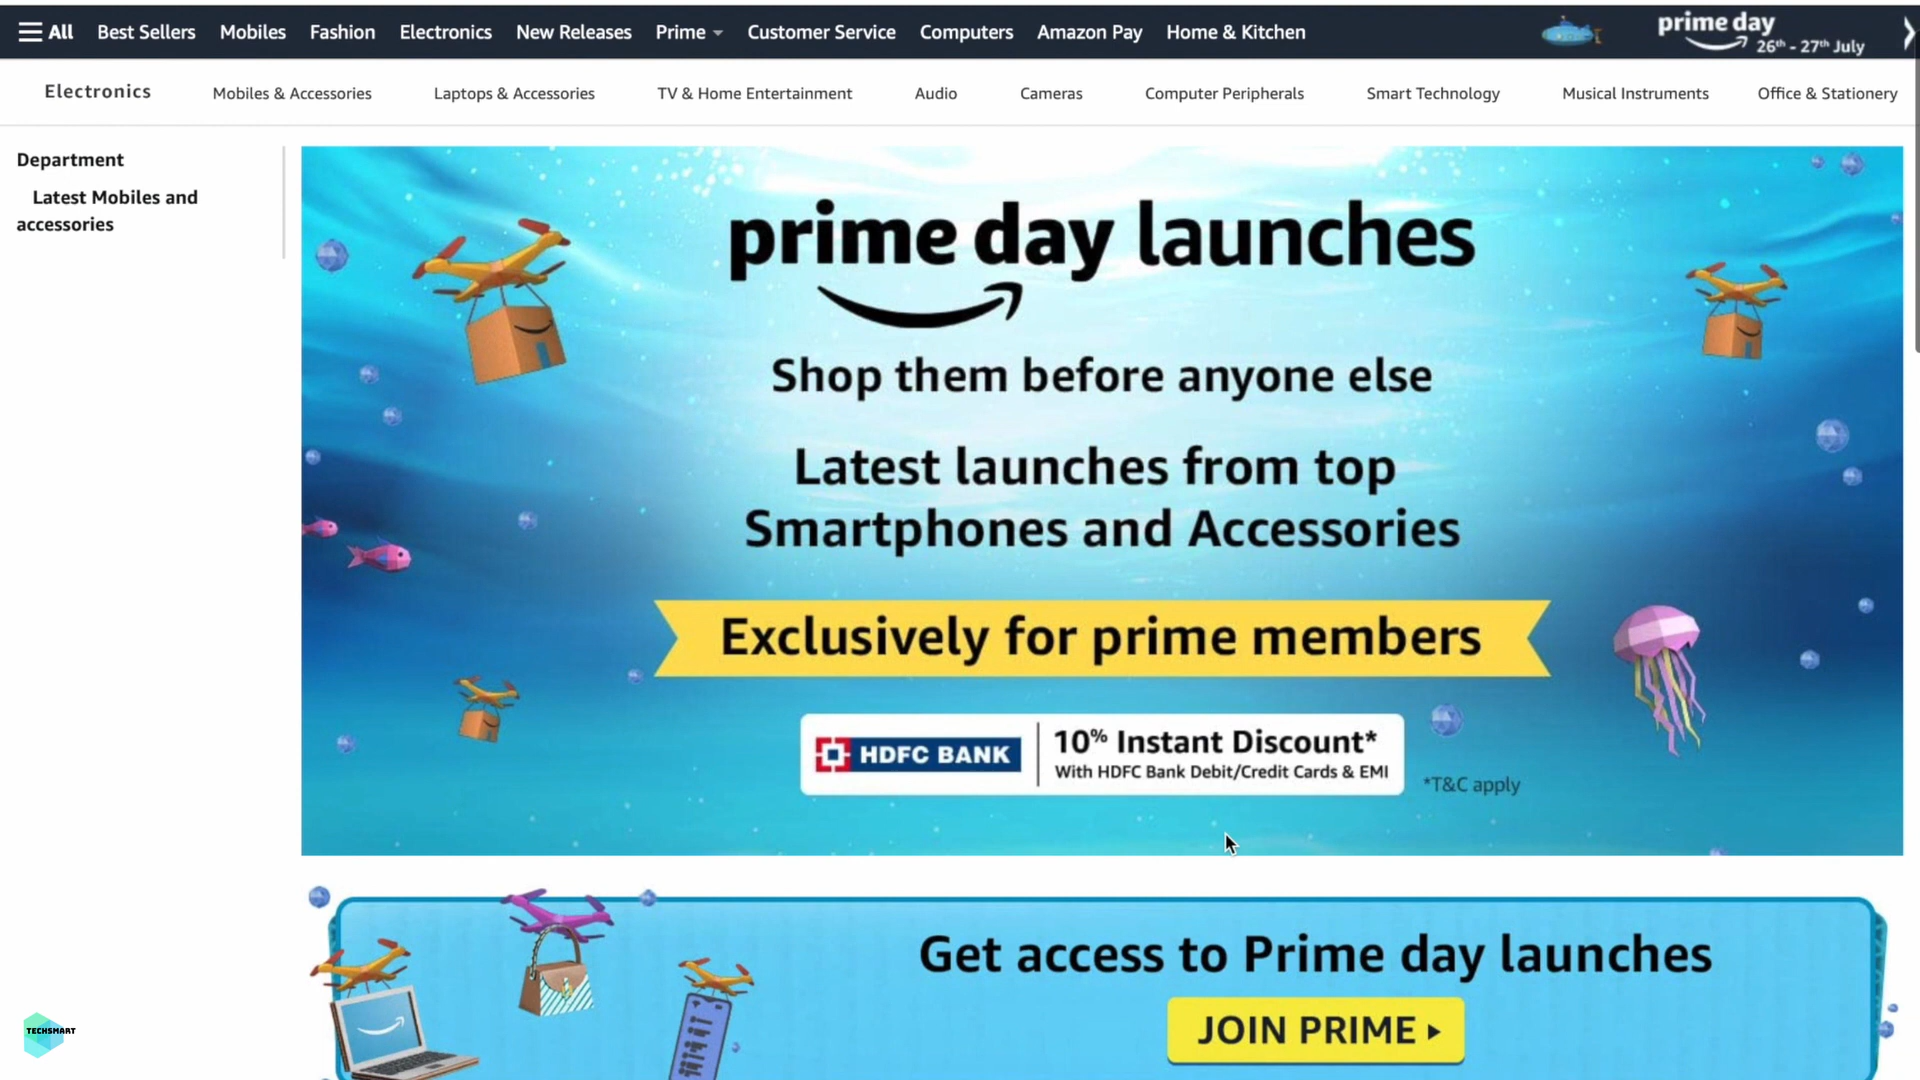 All Best Sellers Mobiles Fashion Electronics New Releases Prime Customer Service Computers Amazon Pay Home & Kitchen
prime day
26th - 27th July
Electronics Mobiles & Accessories Laptops & Accessories TV & Home Entertainment Audio Cameras Computer Peripherals Smart Technology Musical Instruments Office & Stationery
Department
Latest Mobiles and
accessories
prime day launches
Shop them before anyone else
Latest launches from top
Smartphones and Accessories
Exclusively for prime members
HDFC BANK
10% Instant Discount*
With HDFC Bank Debit/Credit Cards & EMI
*T&C apply
Get access to Prime day launches
JOIN PRIME
TECHSMART